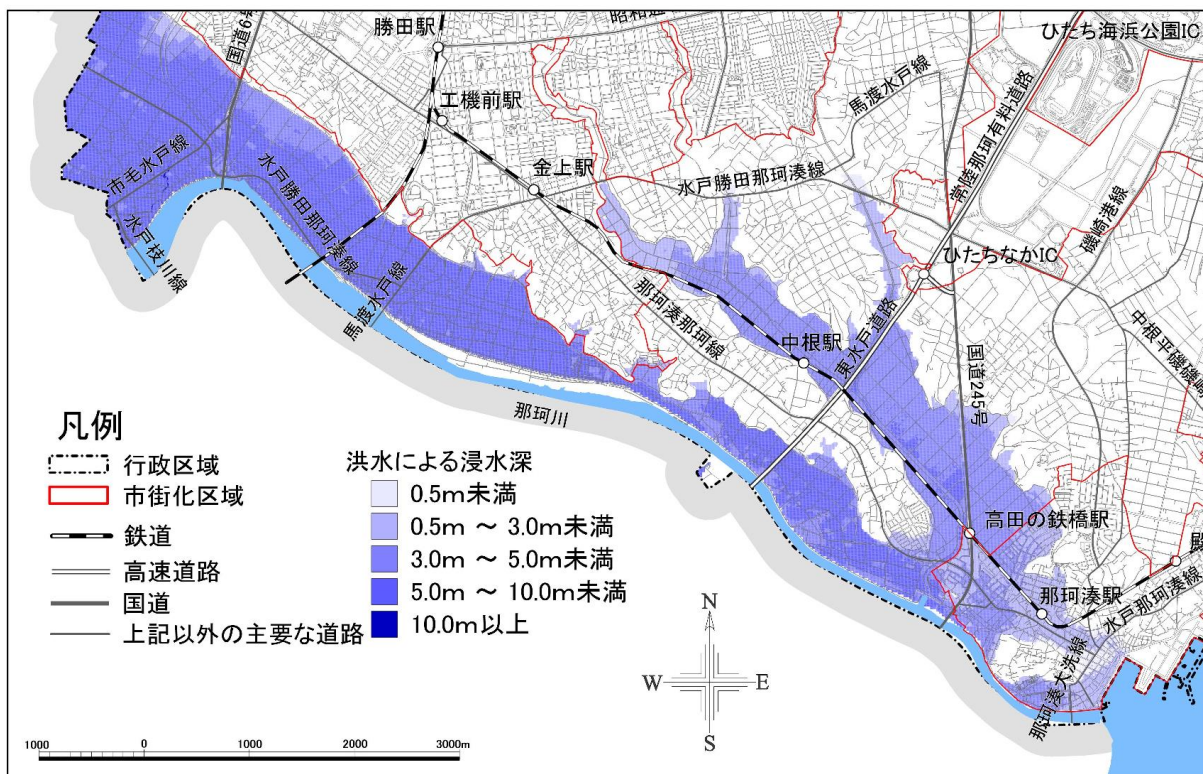 昭和通
ひたち海浜公園IC
国道6号
勝田駅
工機前駅
馬渡水戸線
常陸那珂有料道路
金上駅
水戸勝田那珂湊線
市毛水戸線
水戸勝田那珂湊線
磯崎港線
水戸枝川線
馬渡水戸線
ひたちなかIC
那珂湊那珂線
中根駅
東水戸道路
中根平磯磯崎線
国道245号
那珂川
高田の鉄橋駅
殿
那珂湊駅
水戸那珂湊線
那珂湊大洗線
凡例
行政区域
市街化区域
鉄道
高速道路
国道
上記以外の主要な道路
洪水による浸水深
0.5m未満
0.5m ～ 3.0m未満
3.0m ～ 5.0m未満
5.0m ～ 10.0m未満
10.0m以上
N
W E
S
1000 0 1000 2000 3000m